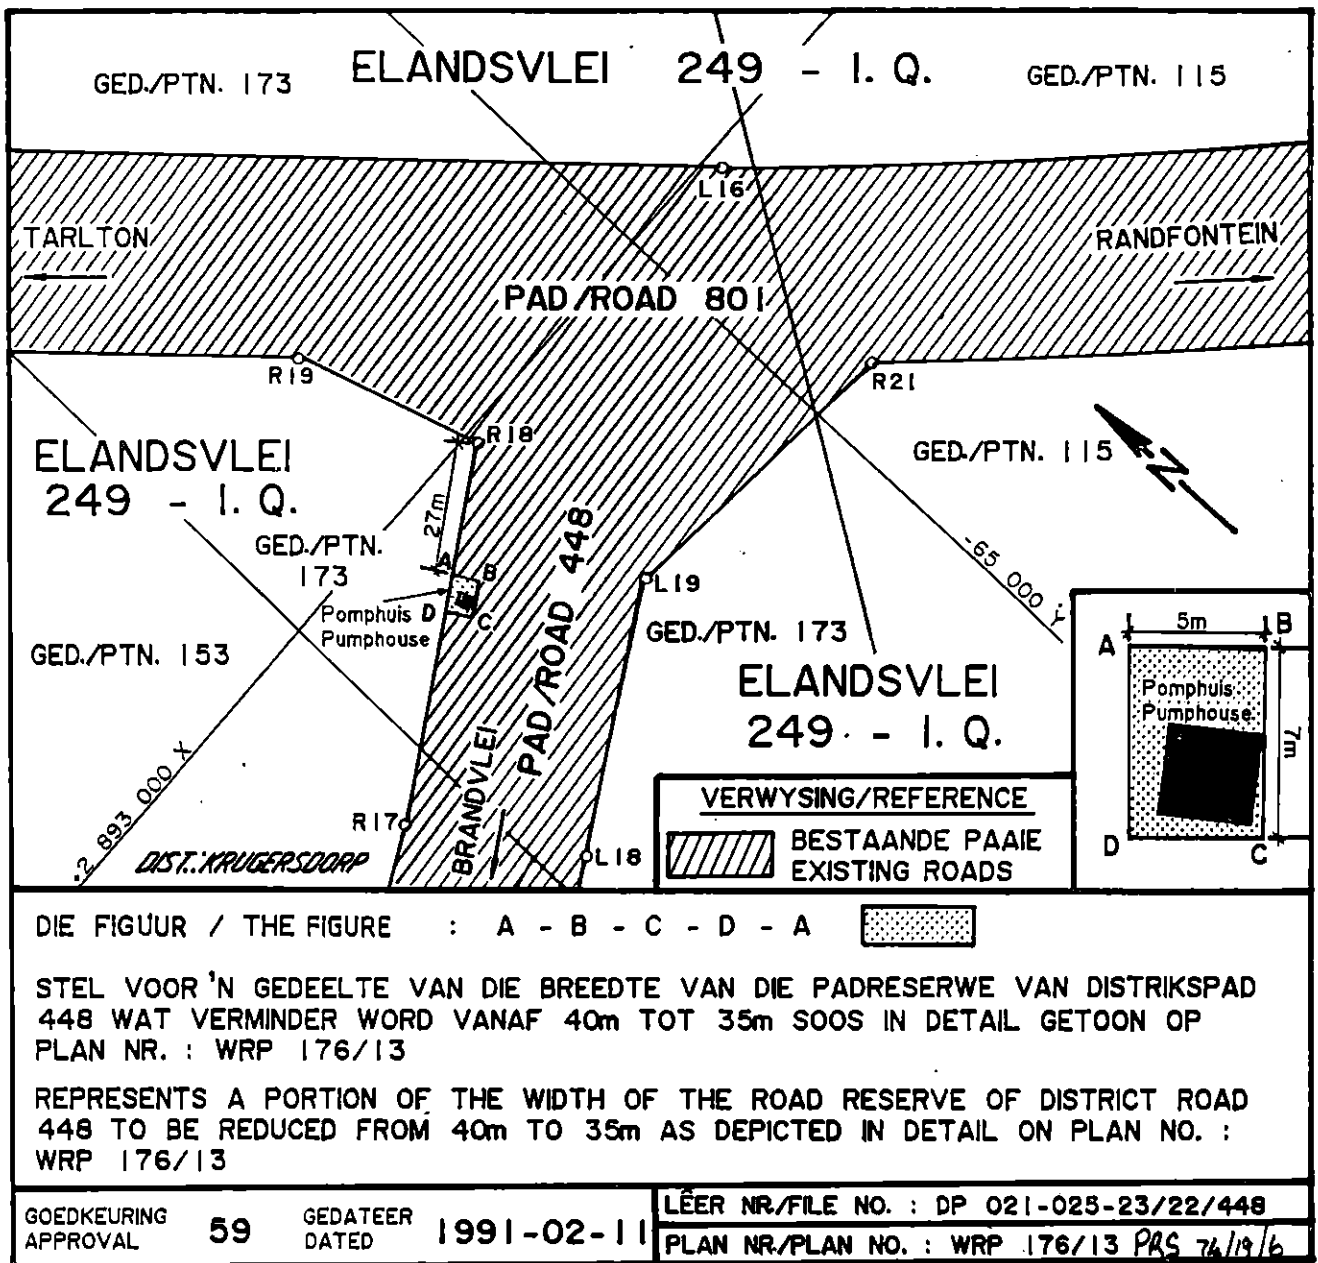 ELANDSVLEI 249 - I. Q.
GED./PTN. 173
GED./PTN. 115
L16
TARLTON
RANDFONTEIN
PAD/ROAD 801
R19
R21
R18
ELANDSVLEI
249 - I. Q.
GED./PTN. 115
N
27m
GED./PTN.
173
A
B
Pomphuis D
Pumphouse
C
PAD/ROAD 448
L19
-65 000 Y
GED./PTN. 173
GED./PTN. 153
ELANDSVLEI
249 - I. Q.
5m
A
B
Pomphuis
Pumphouse
7m
D
C
-2 893 000 X
R17
BRANDVLEI
L18
DIST. KRUGERSDORP
VERWYSING/REFERENCE
BESTAANDE PAAIE
EXISTING ROADS
DIE FIGUUR / THE FIGURE : A - B - C - D - A
STEL VOOR 'N GEDEELTE VAN DIE BREEDTE VAN DIE PADRESERWE VAN DISTRIKSPAD
448 WAT VERMINDER WORD VANAF 40m TOT 35m SOOS IN DETAIL GETOON OP
PLAN NR. : WRP 176/13
REPRESENTS A PORTION OF THE WIDTH OF THE ROAD RESERVE OF DISTRICT ROAD
448 TO BE REDUCED FROM 40m TO 35m AS DEPICTED IN DETAIL ON PLAN NO. :
WRP 176/13
GOEDKEURING
APPROVAL
59
GEDATEER
DATED
1991-02-11
LÊER NR/FILE NO. : DP 021-025-23/22/448
PLAN NR./PLAN NO. : WRP 176/13 PRS 76/19/6